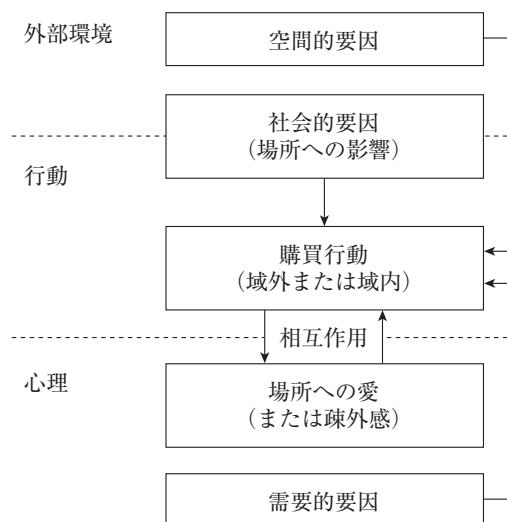 外部環境
空間的要因
社会的要因
(場所への影響)
行動
購買行動
(域外または域内)
相互作用
心理
場所への愛
(または疎外感)
需要的要因